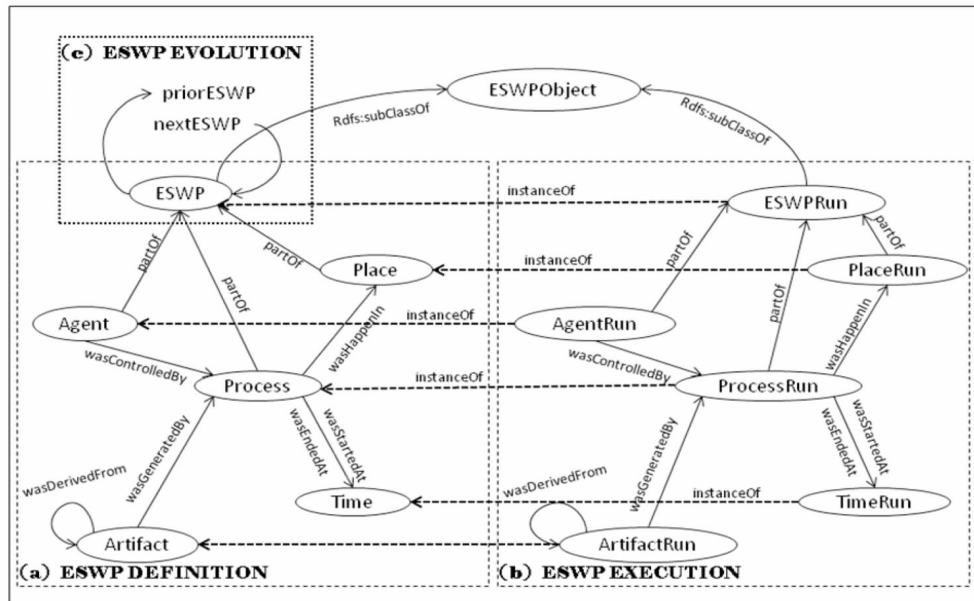 (c) ESWP EVOLUTION
priorESWP
nextESWP
ESWPObject
Rdfs:subClassOf
Rdfs:subClassOf
ESWP
instanceOf
ESWPRun
partOf
partOf
partOf
Place
instanceOf
partOf
partOf
partOf
PlaceRun
Agent
instanceOf
AgentRun
wasControlledBy
wasHappenIn
wasControlledBy
wasHappenIn
Process
instanceOf
ProcessRun
wasGeneratedBy
wasEndedAt
wasStartedAt
wasGeneratedBy
wasEndedAt
wasStartedAt
wasDerivedFrom
Time
wasDerivedFrom
instanceOf
TimeRun
Artifact
ArtifactRun
(a) ESWP DEFINITION
(b) ESWP EXECUTION